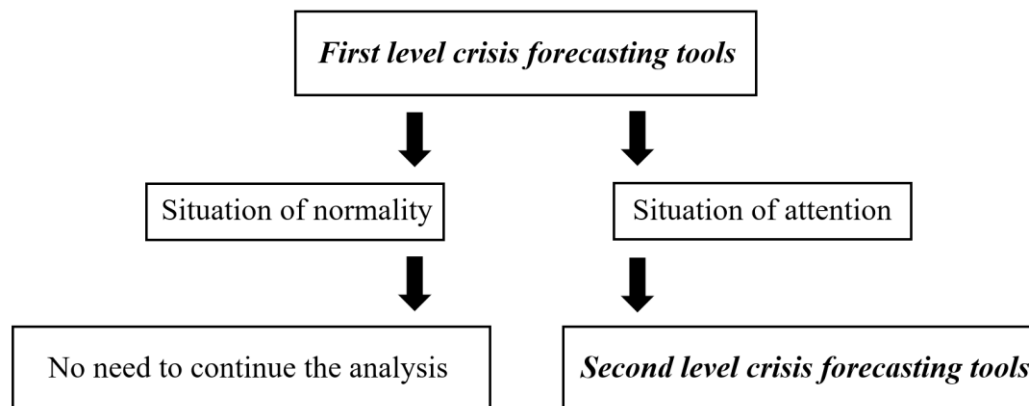 First level crisis forecasting tools
Situation of normality
Situation of attention
No need to continue the analysis
Second level crisis forecasting tools